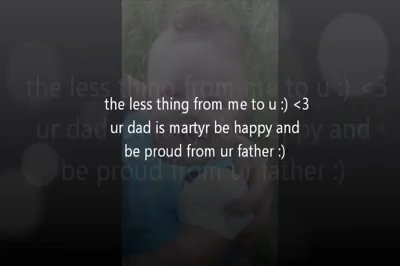 the less thing from me to u :) <3
ur dad is martyr be happy and
be proud from ur father :)